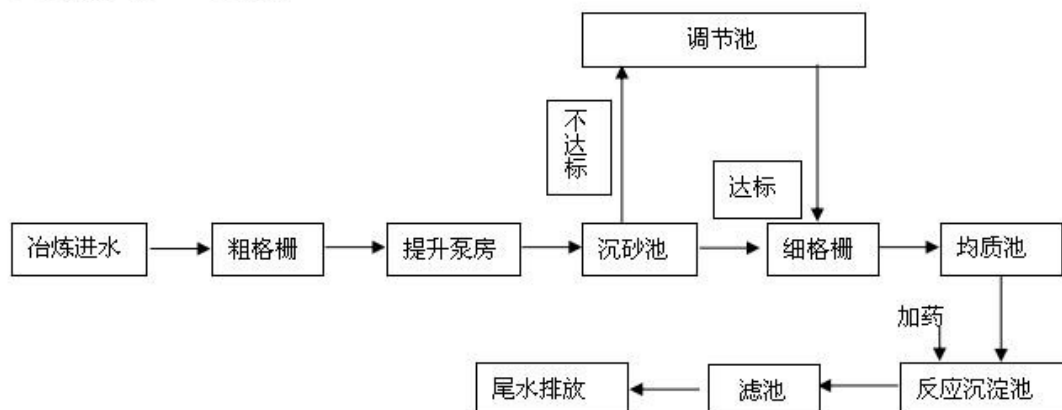 调节池
不达标
达标
冶炼进水
粗格栅
提升泵房
沉砂池
细格栅
均质池
加药
尾水排放
滤池
反应沉淀池